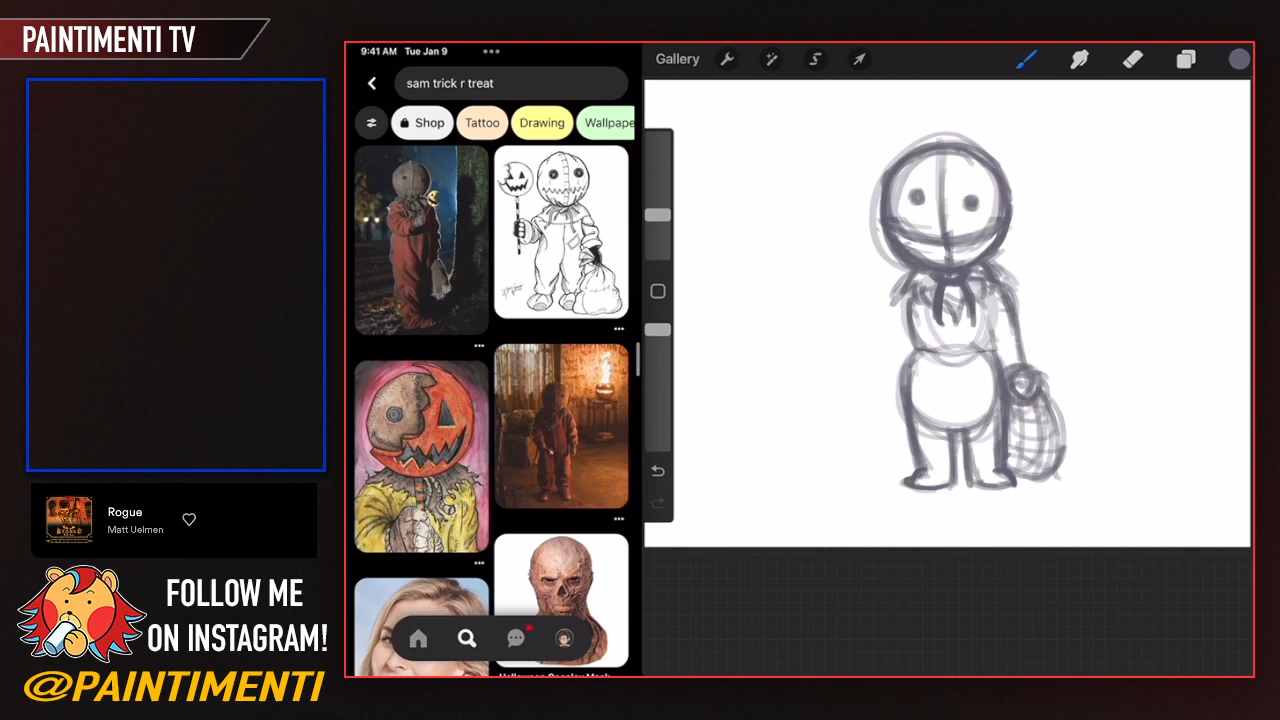 PAINTIMENTI TV
9:41 AM Tue Jan 9
sam trick r treat
Shop
Tattoo
Drawing
Wallpape
Gallery
Rogue
Matt Uelmen
FOLLOW ME
ON INSTAGRAM!
@PAINTIMENTI